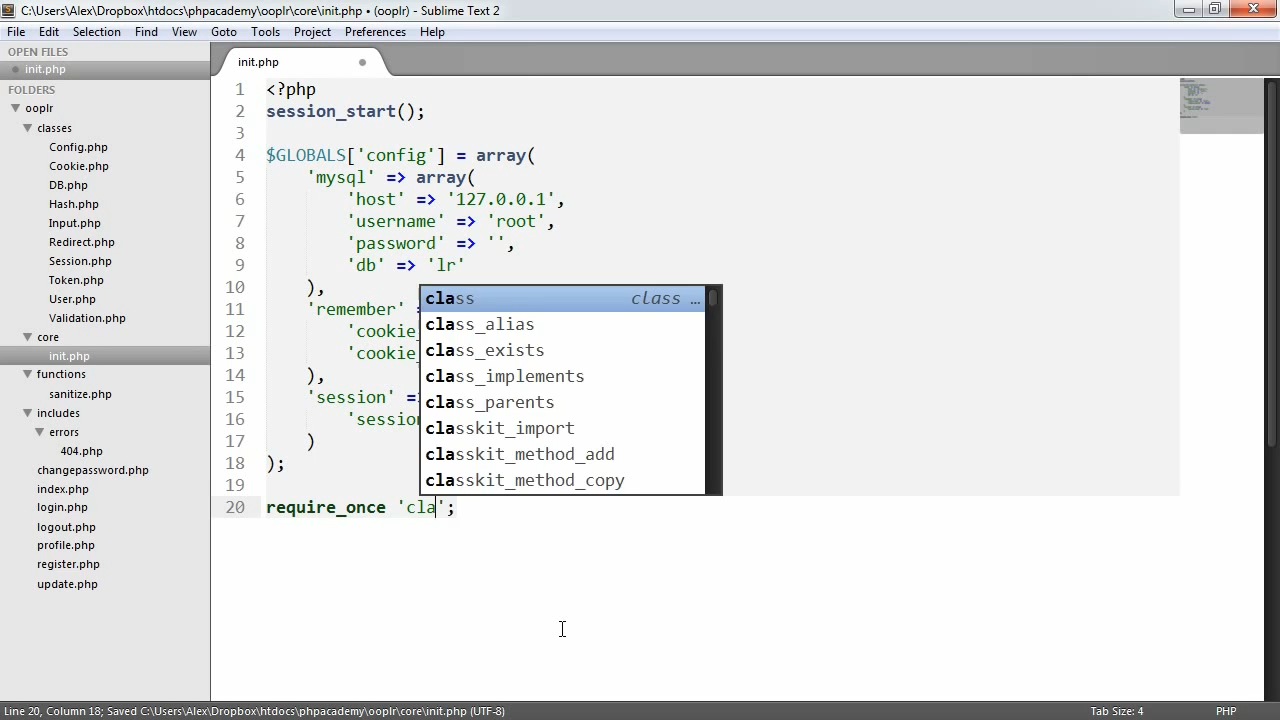 C:\Users\Alex\Dropbox\htdocs\phpacademy\ooplr\core\init.php • (ooplr) - Sublime Text 2
File Edit Selection Find View Goto Tools Project Preferences Help
OPEN FILES
init.php
FOLDERS
ooplr
classes
Config.php
Cookie.php
DB.php
Hash.php
Input.php
Redirect.php
Session.php
Token.php
User.php
Validation.php
core
init.php
functions
sanitize.php
includes
errors
404.php
changepassword.php
index.php
login.php
logout.php
profile.php
register.php
update.php
init.php
1 <?php
2 session_start();
3
4 $GLOBALS['config'] = array(
5 'mysql' => array(
6 'host' => '127.0.0.1',
7 'username' => 'root',
8 'password' => '',
9 'db' => 'lr'
10 ),
11 'remember'
12 'cookie_
13 'cookie_
14 ),
15 'session' =
16 'session
17 )
18 );
19
20 require_once 'cla';
class class …
class_alias
class_exists
class_implements
class_parents
classkit_import
classkit_method_add
classkit_method_copy
Line 20, Column 18; Saved C:\Users\Alex\Dropbox\htdocs\phpacademy\ooplr\core\init.php (UTF-8) Tab Size: 4 PHP